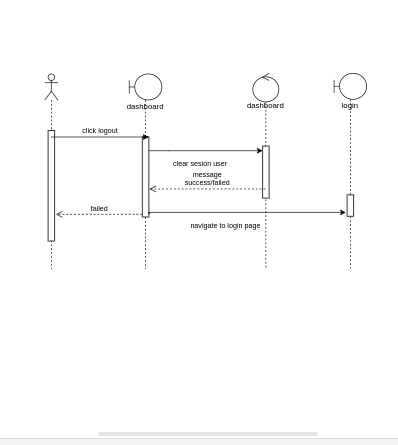 dashboard
dashboard
login
click logout
clear sesion user
message
success/failed
failed
navigate to login page